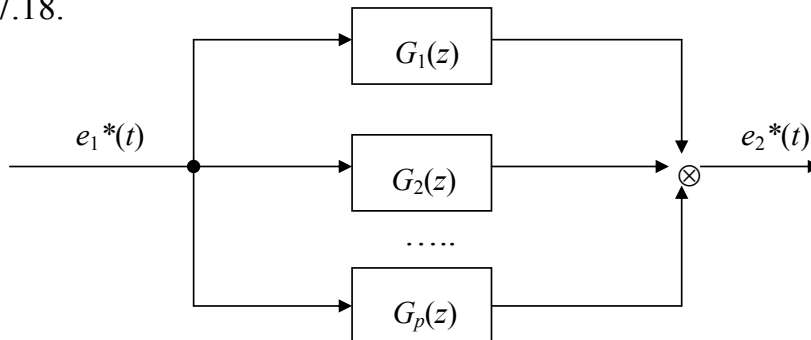 7.18.
G₁(z)
e₁*(t)
e₂*(t)
G₂(z)
.....
Gₚ(z)